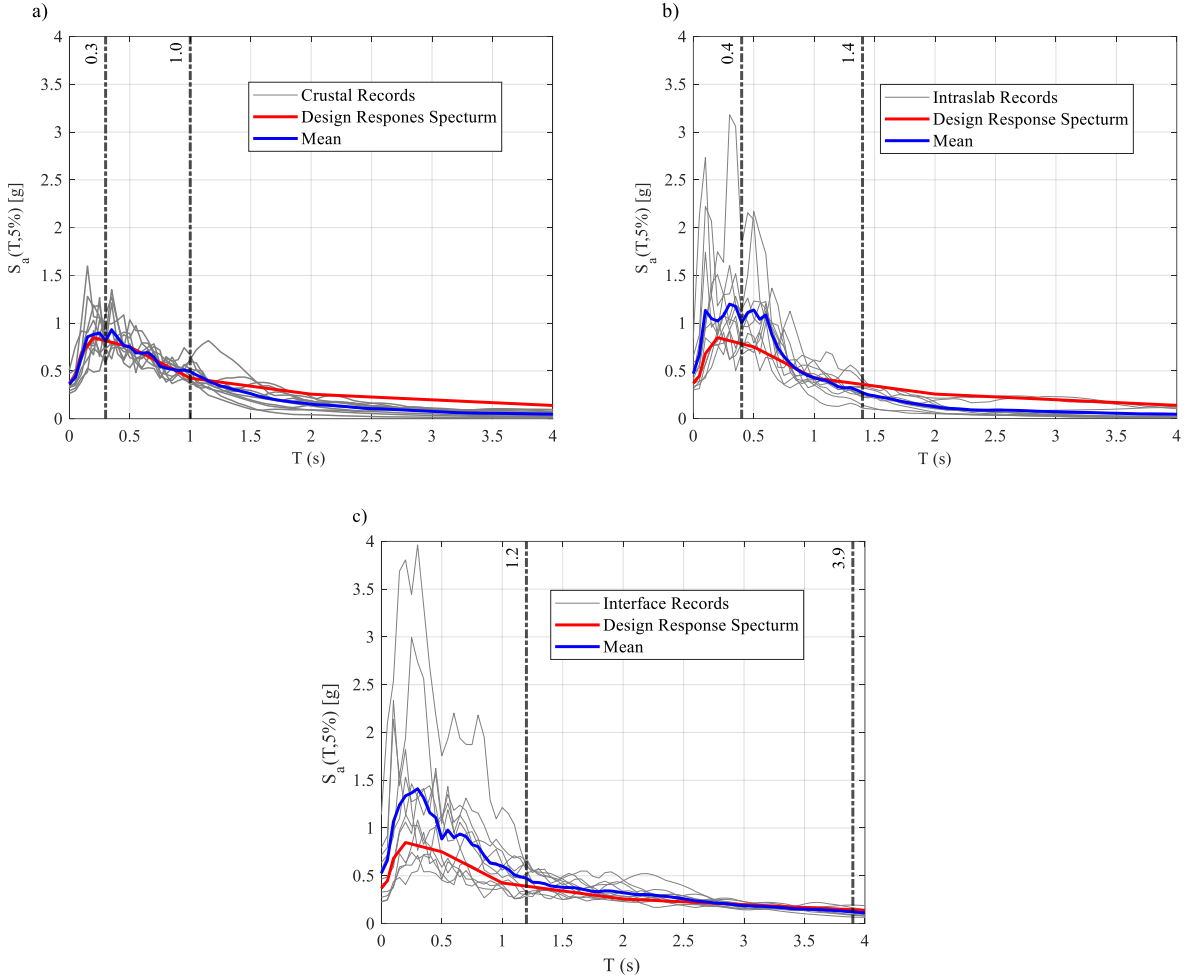 a)
4
3.5
3
2.5
2
1.5
1
0.5
0
S_a(T,5%) [g]
0.3
1.0
Crustal Records
Design Respones Specturm
Mean
0 0.5 1 1.5 2 2.5 3 3.5 4
T (s)
b)
4
3.5
3
2.5
2
1.5
1
0.5
0
S_a(T,5%) [g]
0.4
1.4
Intraslab Records
Design Response Specturm
Mean
0 0.5 1 1.5 2 2.5 3 3.5 4
T (s)
c)
4
3.5
3
2.5
2
1.5
1
0.5
0
S_a(T,5%) [g]
1.2
3.9
Interface Records
Design Response Specturm
Mean
0 0.5 1 1.5 2 2.5 3 3.5 4
T (s)